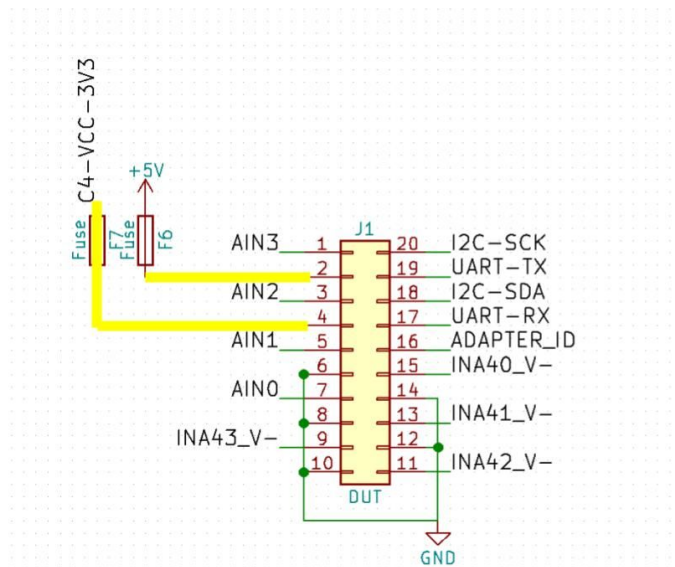 C4-VCC-3V3
+5V
Fuse
F7
Fuse
F6
J1
AIN3 1 20 I2C-SCK
2 19 UART-TX
AIN2 3 18 I2C-SDA
4 17 UART-RX
AIN1 5 16 ADAPTER_ID
6 15 INA40_V-
AIN0 7 14
8 13 INA41_V-
INA43_V- 9 12
10 11 INA42_V-
DUT
GND